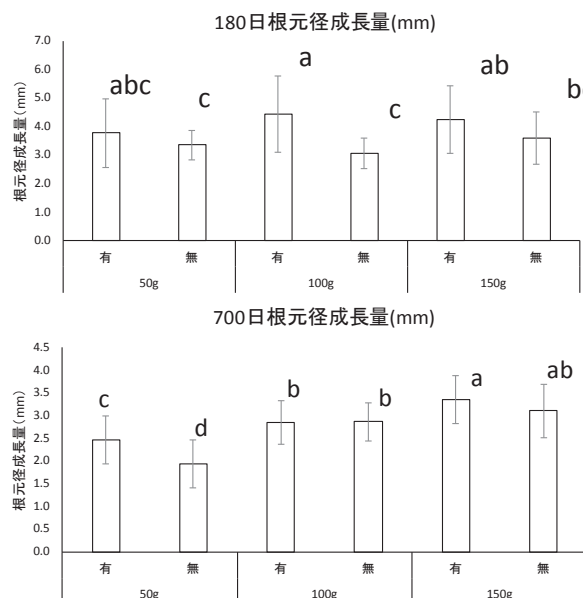 180日根元径成長量(mm)
根元径成長量（mm）
7.0
6.0
5.0
4.0
3.0
2.0
1.0
0.0
abc
c
a
c
ab
b
有 無 有 無 有 無
50g 100g 150g
700日根元径成長量(mm)
根元径成長量（mm）
4.5
4.0
3.5
3.0
2.5
2.0
1.5
1.0
0.5
0.0
c
d
b
b
a
ab
有 無 有 無 有 無
50g 100g 150g